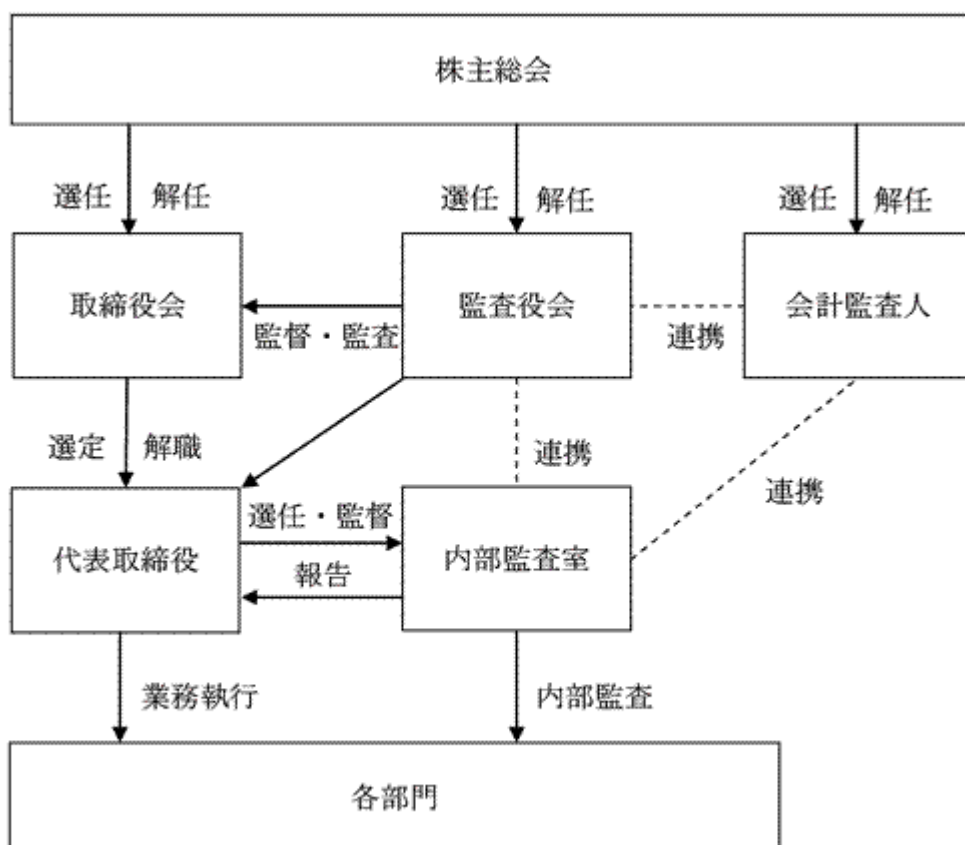 株主総会
選任 解任
選任 解任
選任 解任
取締役会
監査役会
会計監査人
監督・監査
連携
選定 解職
連携
連携
代表取締役
選任・監督
報告
内部監査室
業務執行
内部監査
各部門